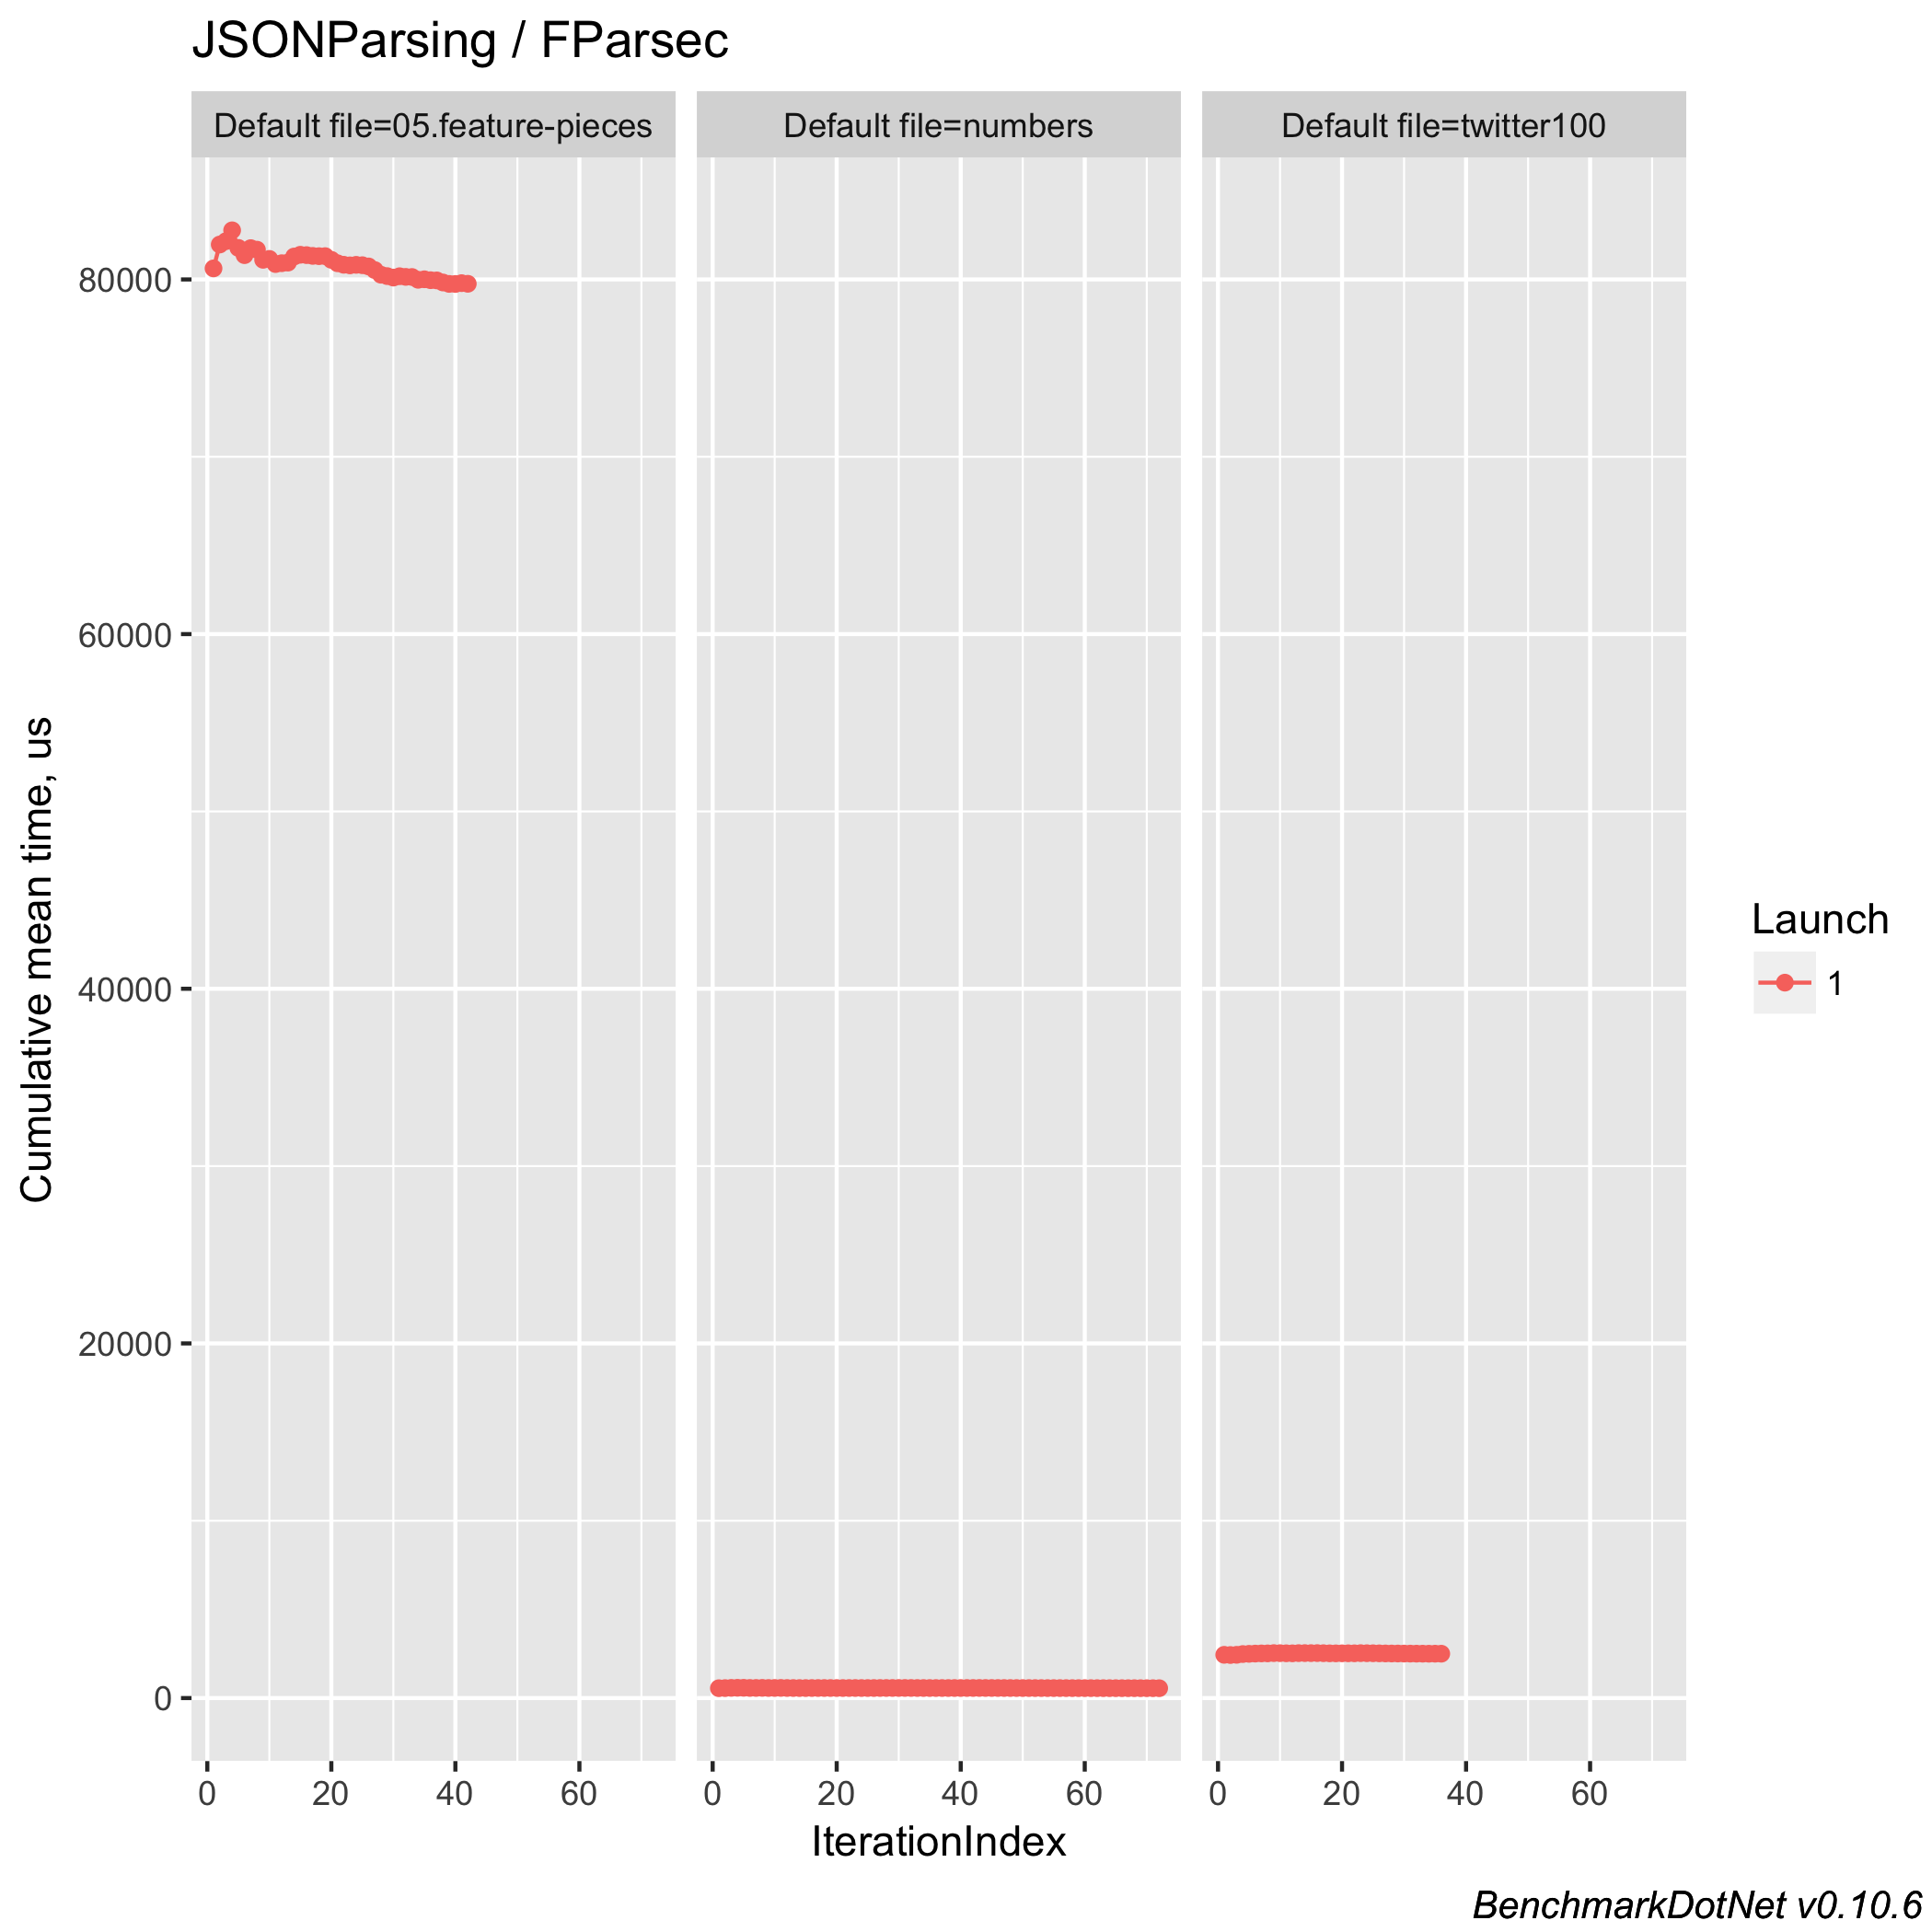 JSONParsing / FParsec
Default file=05.feature-pieces
Default file=numbers
Default file=twitter100
Cumulative mean time, us
80000
60000
40000
20000
0
0 20 40 60
0 20 40 60
0 20 40 60
IterationIndex
Launch
1
BenchmarkDotNet v0.10.6